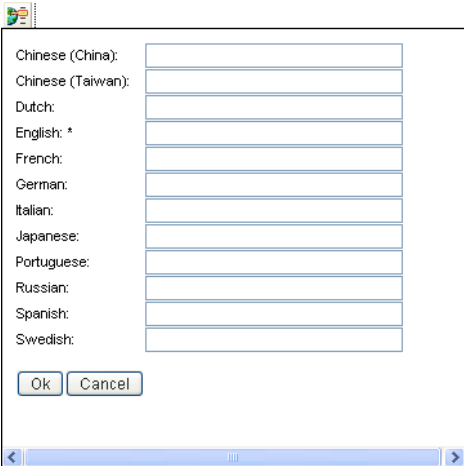 Chinese (China):
Chinese (Taiwan):
Dutch:
English: *
French:
German:
Italian:
Japanese:
Portuguese:
Russian:
Spanish:
Swedish:
Ok Cancel